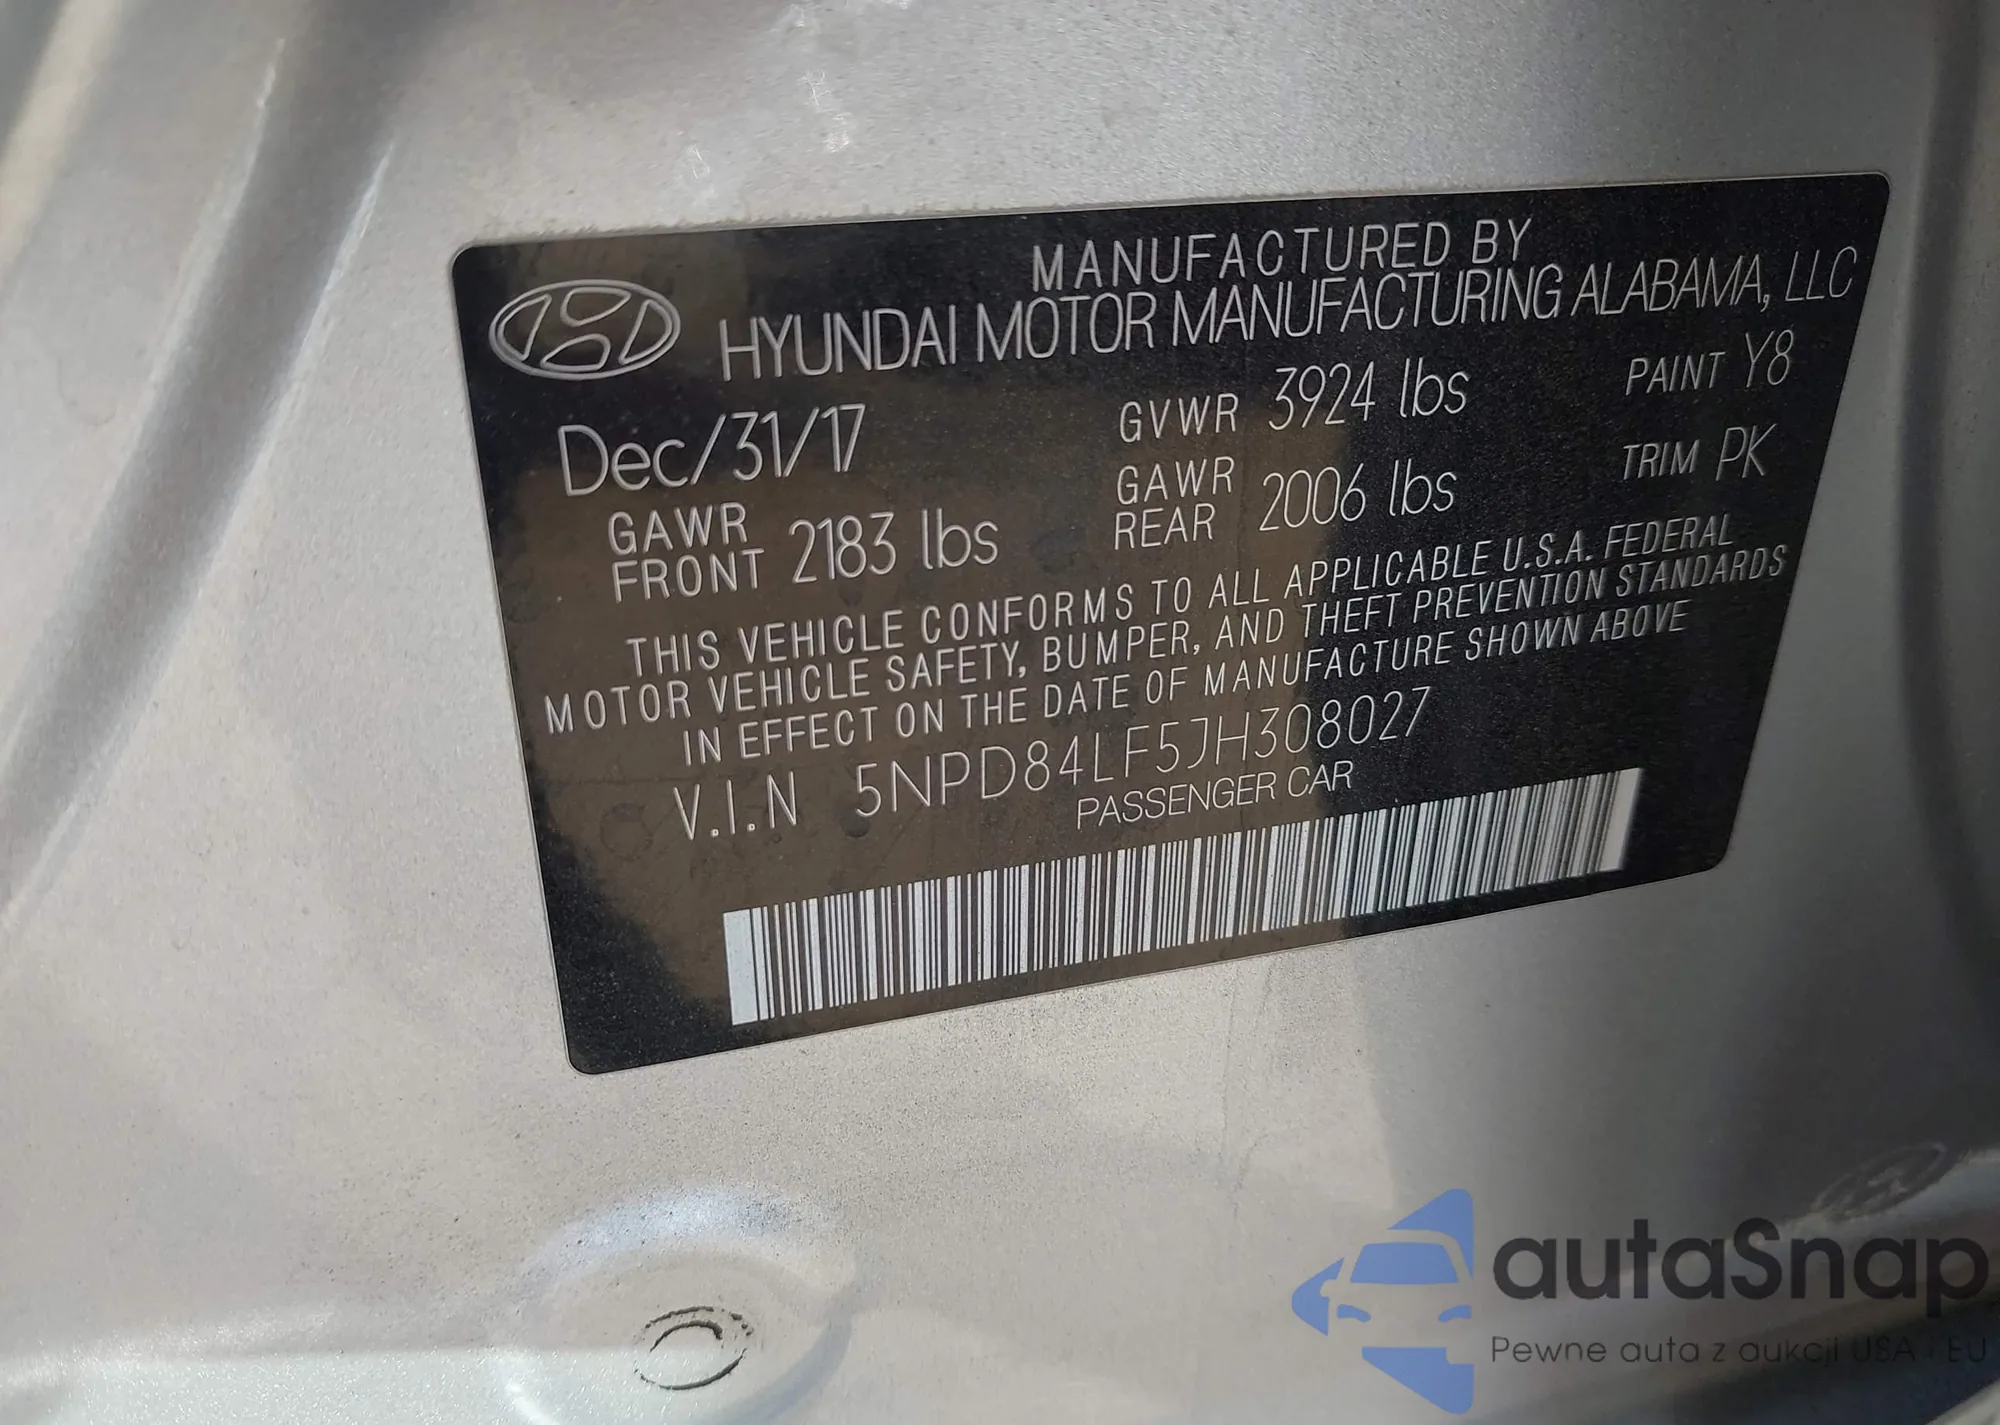 MANUFACTURED BY
HYUNDAI MOTOR MANUFACTURING ALABAMA, LLC
Dec/31/17 GVWR 3924 lbs PAINT Y8
GAWR FRONT 2183 lbs GAWR REAR 2006 lbs TRIM PK
THIS VEHICLE CONFORMS TO ALL APPLICABLE U.S.A. FEDERAL
MOTOR VEHICLE SAFETY, BUMPER, AND THEFT PREVENTION STANDARDS
IN EFFECT ON THE DATE OF MANUFACTURE SHOWN ABOVE
V.I.N 5NPD84LF5JH308027
PASSENGER CAR
autaSnap
Pewne auta z aukcji USA i EU